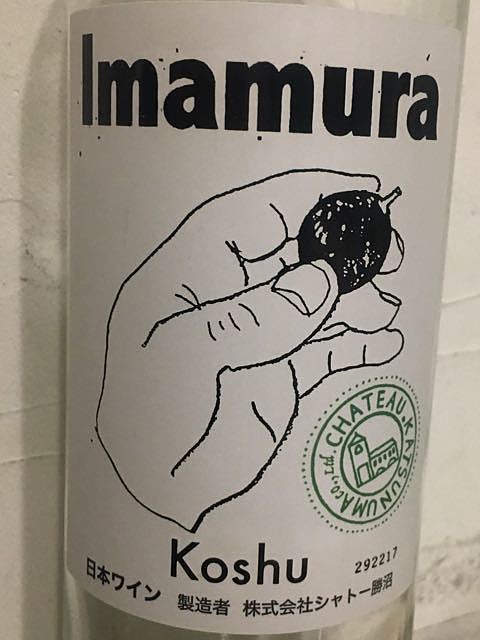 Imamura
CHATEAU.KATSUNUMA CO., Ltd.
Koshu
292217
日本ワイン 製造者 株式会社シャトー勝沼